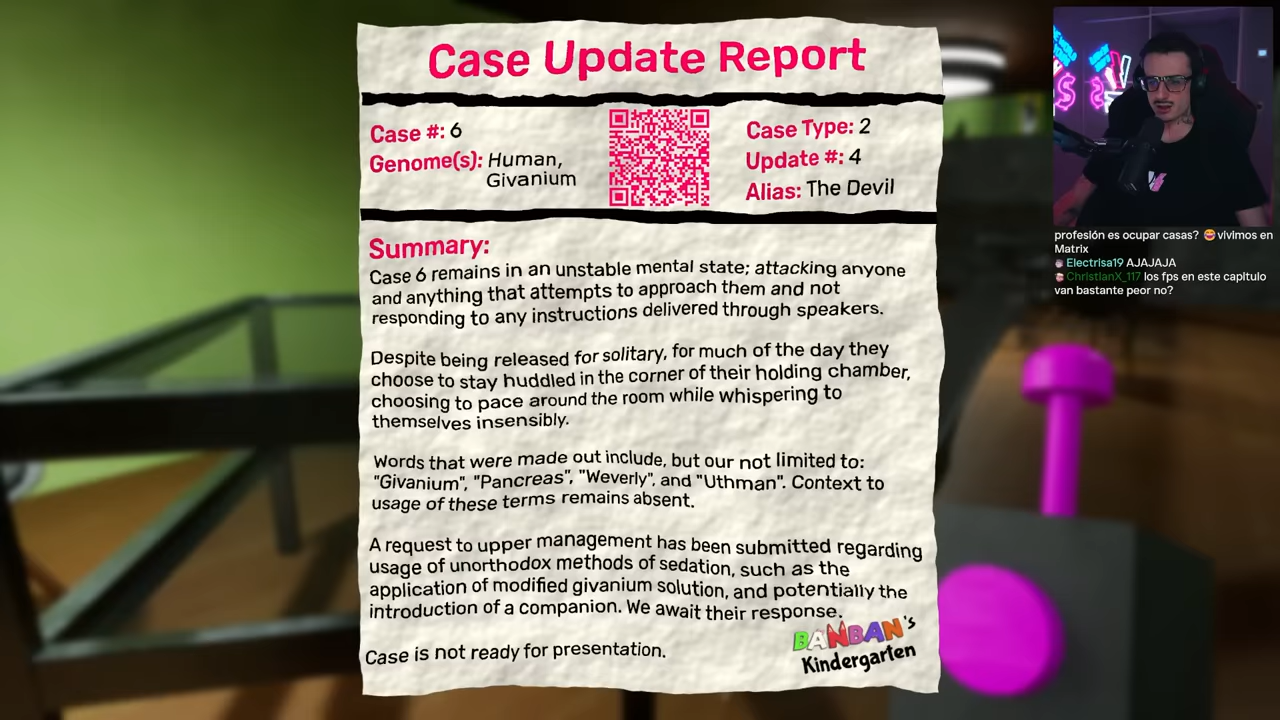 Case Update Report
Case #: 6
Genome(s): Human,
Givanium
Case Type: 2
Update #: 4
Alias: The Devil
Summary:
Case 6 remains in an unstable mental state; attacking anyone
and anything that attempts to approach them and not
responding to any instructions delivered through speakers.
Despite being released for solitary, for much of the day they
choose to stay huddled in the corner of their holding chamber,
choosing to pace around the room while whispering to
themselves insensibly.
Words that were made out include, but our not limited to:
"Givanium", "Pancreas", "Weverly", and "Uthman". Context to
usage of these terms remains absent.
A request to upper management has been submitted regarding
usage of unorthodox methods of sedation, such as the
application of modified givanium solution, and potentially the
introduction of a companion. We await their response.
Case is not ready for presentation.
BANBAN's
Kindergarten
profesión es ocupar casas? 😄vivimos en
Matrix
Electrisa19 AJAJAJA
ChristianX_117 los fps en este capitulo
van bastante peor no?